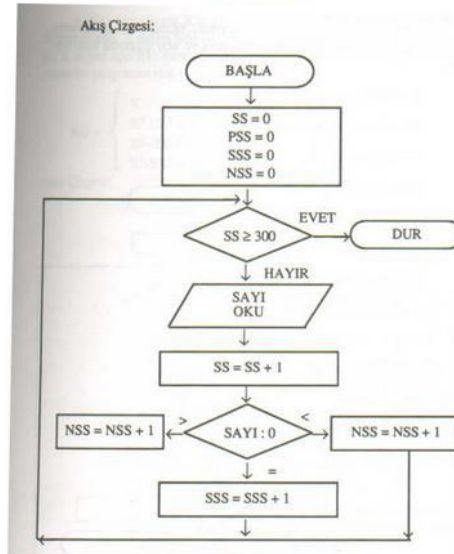 Akış Çizgesi:
BAŞLA
SS = 0
PSS = 0
SSS = 0
NSS = 0
SS ≥ 300
EVET
DUR
HAYIR
SAYI
OKU
SS = SS + 1
>
<
NSS = NSS + 1
SAYI : 0
NSS = NSS + 1
=
SSS = SSS + 1